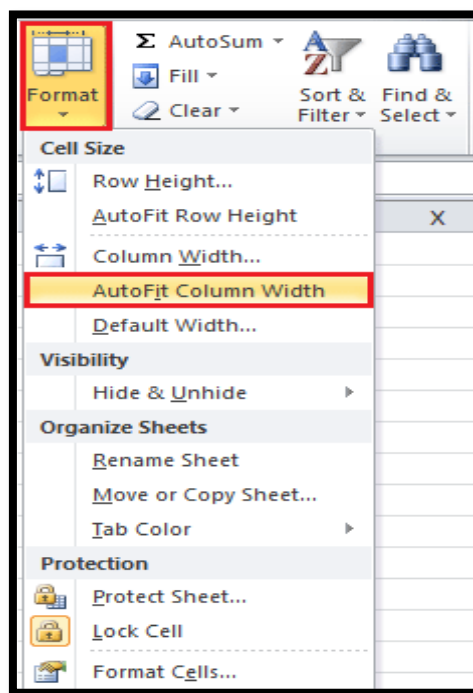 Σ AutoSum
Fill
Clear
Format
Sort & Filter
Find & Select
Cell Size
Row Height...
AutoFit Row Height
Column Width...
AutoFit Column Width
Default Width...
Visibility
Hide & Unhide
Organize Sheets
Rename Sheet
Move or Copy Sheet...
Tab Color
Protection
Protect Sheet...
Lock Cell
Format Cells...
X